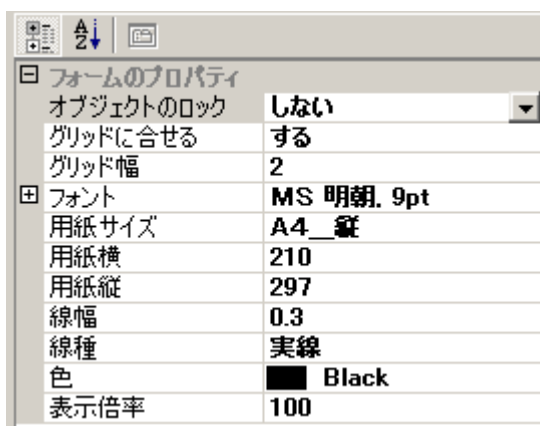 フォームのプロパティ
オブジェクトのロック しない
グリッドに合せる する
グリッド幅 2
フォント MS 明朝, 9pt
用紙サイズ A4__縦
用紙横 210
用紙縦 297
線幅 0.3
線種 実線
色 Black
表示倍率 100